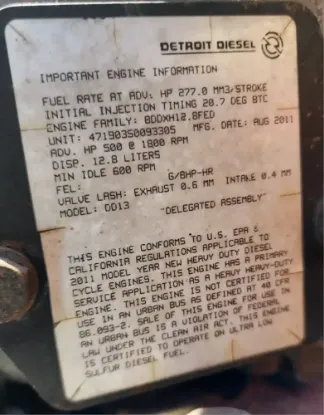 DETROIT DIESEL
IMPORTANT ENGINE INFORMATION
FUEL RATE AT ADV. HP 277.0 MM3/STROKE
INITIAL INJECTION TIMING 20.7 DEG BTC
ENGINE FAMILY: BDDXH12.8FED
UNIT: 471903S0093305 MFG. DATE: AUG 2011
ADV. HP 500 @ 1800 RPM
DISP. 12.8 LITERS
MIN IDLE 600 RPM
FEL: G/BHP-HR
VALVE LASH: EXHAUST 0.6 MM INTAKE 0.4 MM
MODEL: DD13 "DELEGATED ASSEMBLY"
THIS ENGINE CONFORMS TO U.S. EPA &
CALIFORNIA REGULATIONS APPLICABLE TO
2011 MODEL YEAR NEW HEAVY DUTY DIESEL
CYCLE ENGINES. THIS ENGINE HAS A PRIMARY
SERVICE APPLICATION AS A HEAVY HEAVY-DUTY
ENGINE. THIS ENGINE IS NOT CERTIFIED FOR
USE IN AN URBAN BUS AS DEFINED AT 40 CFR
86.093-2. SALE OF THIS ENGINE FOR USE IN
AN URBAN BUS IS A VIOLATION OF FEDERAL
LAW UNDER THE CLEAN AIR ACT. THIS ENGINE
IS CERTIFIED TO OPERATE ON ULTRA LOW
SULFUR DIESEL FUEL.